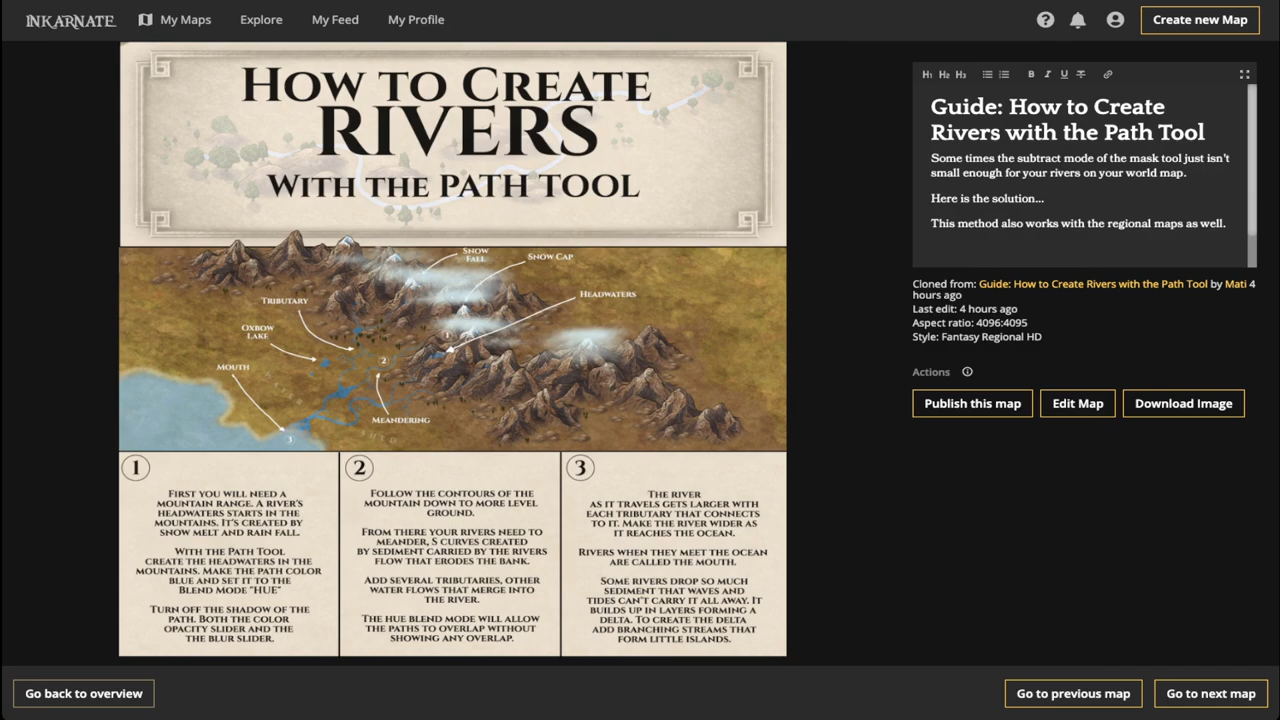 INKARNATE My Maps Explore My Feed My Profile Create new Map
How to Create
RIVERS
With the PATH TOOL
Snow
Fall
Snow Cap
Headwaters
Tributary
Oxbow
Lake
Mouth
Meandering
1
2
3
1
First you will need a
mountain range. A river's
headwaters starts in the
mountains. It's created by
snow melt and rain fall.
With the Path Tool
create the headwaters in the
mountains. Make the path color
blue and set it to the
Blend Mode "HUE"
Turn off the shadow of the
path. Both the color
opacity slider and the
the blur slider.
2
Follow the contours of the
mountain down to more level
ground.
From there your rivers need to
meander, S curves created
by sediment carried by the rivers
flow that erodes the bank.
Add several tributaries, other
water flows that merge into
the river.
The hue blend mode will allow
the paths to overlap without
showing any overlap.
3
The river
as it travels gets larger with
each tributary that connects
to it. Make the river wider as
it reaches the ocean.
Rivers when they meet the ocean
are called the mouth.
Some rivers drop so much
sediment that waves and
tides can't carry it all away. It
builds up in layers forming a
delta. To create the delta
add branching streams that
form little islands.
H1 H2 H3 B I U T
Guide: How to Create
Rivers with the Path Tool
Some times the subtract mode of the mask tool just isn't
small enough for your rivers on your world map.
Here is the solution...
This method also works with the regional maps as well.
Cloned from: Guide: How to Create Rivers with the Path Tool by Mati 4
hours ago
Last edit: 4 hours ago
Aspect ratio: 4096:4095
Style: Fantasy Regional HD
Actions
Publish this map Edit Map Download Image
Go back to overview Go to previous map Go to next map